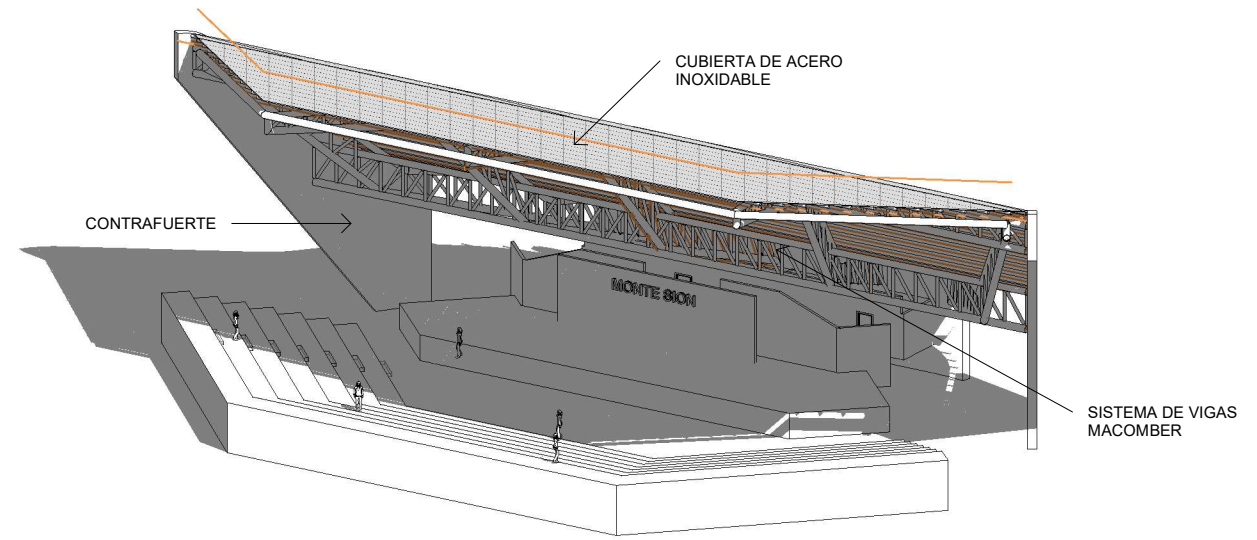 CUBIERTA DE ACERO
INOXIDABLE
CONTRAFUERTE
MONTE SION
SISTEMA DE VIGAS
MACOMBER